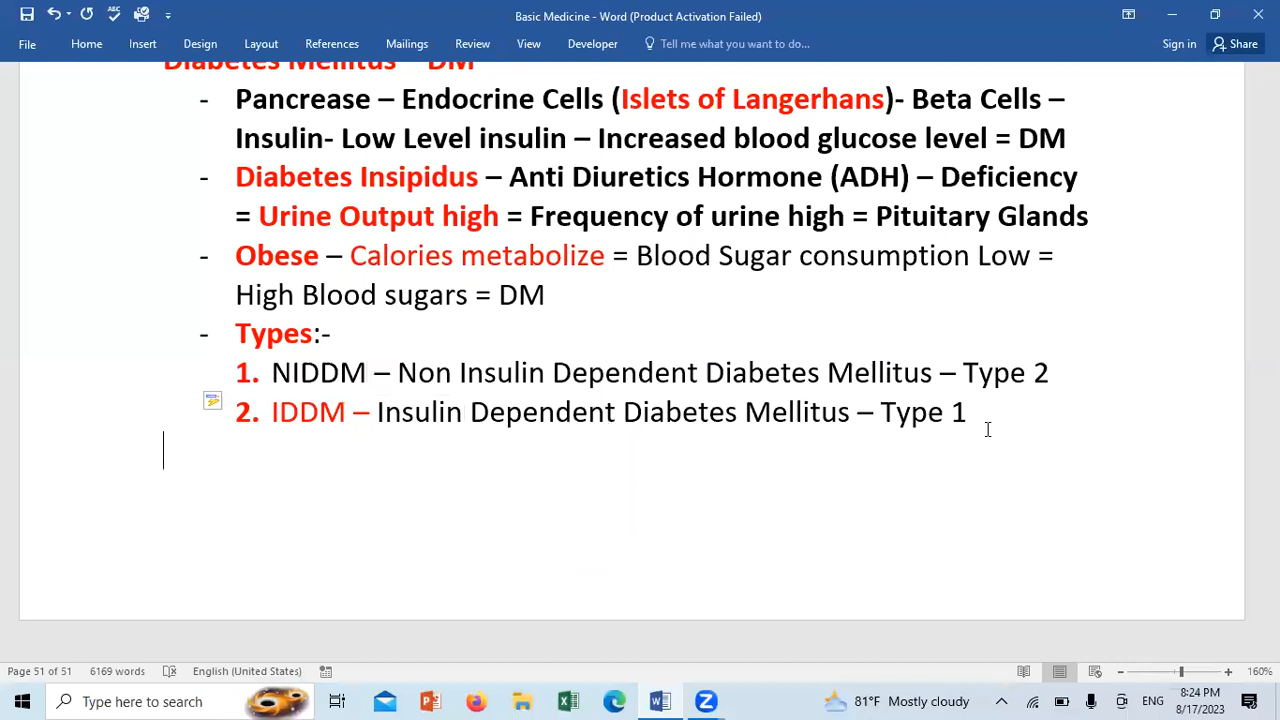 Basic Medicine - Word (Product Activation Failed)
File Home Insert Design Layout References Mailings Review View Developer Tell me what you want to do... Sign in Share
Diabetes Mellitus – DM
- Pancrease – Endocrine Cells (Islets of Langerhans)- Beta Cells –
Insulin- Low Level insulin – Increased blood glucose level = DM
- Diabetes Insipidus – Anti Diuretics Hormone (ADH) – Deficiency
= Urine Output high = Frequency of urine high = Pituitary Glands
- Obese – Calories metabolize = Blood Sugar consumption Low =
High Blood sugars = DM
- Types:-
1. NIDDM – Non Insulin Dependent Diabetes Mellitus – Type 2
2. IDDM – Insulin Dependent Diabetes Mellitus – Type 1
Page 51 of 51 6169 words English (United States) 160%
Type here to search 81°F Mostly cloudy ENG 8:24 PM
8/17/2023